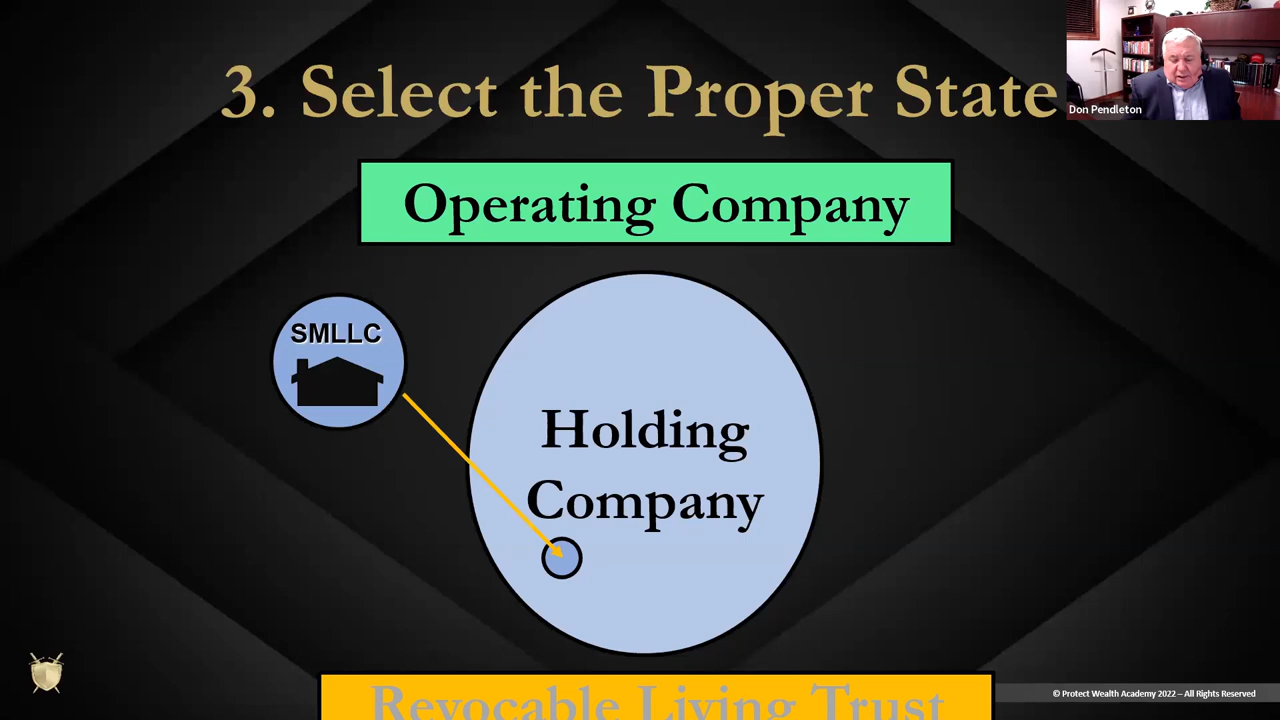 3. Select the Proper State
Don Pendleton
Operating Company
SMLLC
Holding
Company
Revocable Living Trust
© Protect Wealth Academy 2022 – All Rights Reserved